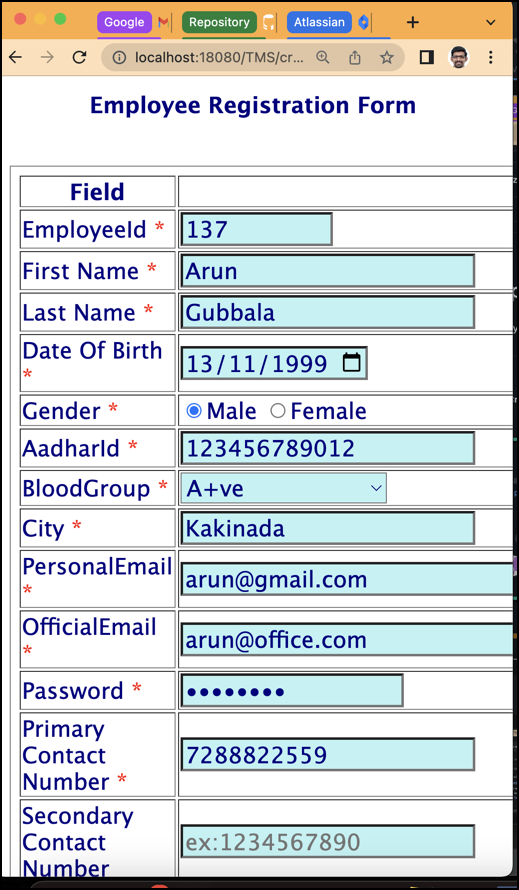 Google Repository Atlassian
localhost:18080/TMS/cr...
Employee Registration Form
Field
EmployeeId * 137
First Name * Arun
Last Name * Gubbala
Date Of Birth
* 13/11/1999
Gender * Male Female
AadharId * 123456789012
BloodGroup * A+ve
City * Kakinada
PersonalEmail
* arun@gmail.com
OfficialEmail
* arun@office.com
Password * ••••••••
Primary
Contact
Number * 7288822559
Secondary
Contact
Number ex:1234567890